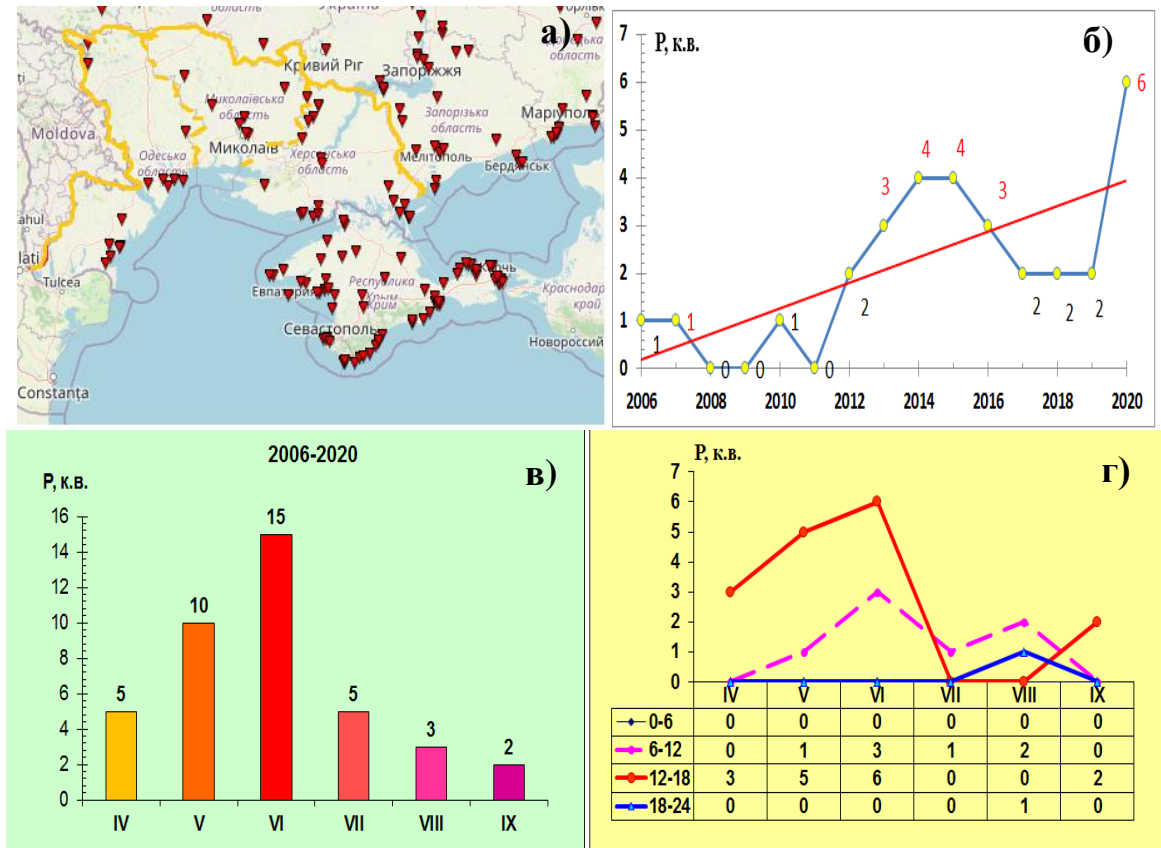 а)
Україна
Кривий Ріг
Запоріжжя
Миколаївська
область
Moldova
Запорізька
область
Маріуполь
Миколаїв
Одеська
область
Херсонська
область
Мелітополь
Бердянськ
Tulcea
Керчь
Евпатория
Республика
Крым
Крим
Краснодар
край
Севастополь
Новороссий
Constanța
б)
Р, к.в.
7
6
5
4
3
2
1
0
1
1
0
0
1
0
2
3
4
4
3
2
2
2
6
2006 2008 2010 2012 2014 2016 2018 2020
в)
2006-2020
Р, к.в.
16
14
12
10
8
6
4
2
0
5
10
15
5
3
2
IV V VI VII VIII IX
г)
Р, к.в.
7
6
5
4
3
2
1
0
IV V VI VII VIII IX
0-6 0 0 0 0 0 0
6-12 0 1 3 1 2 0
12-18 3 5 6 0 0 2
18-24 0 0 0 0 1 0